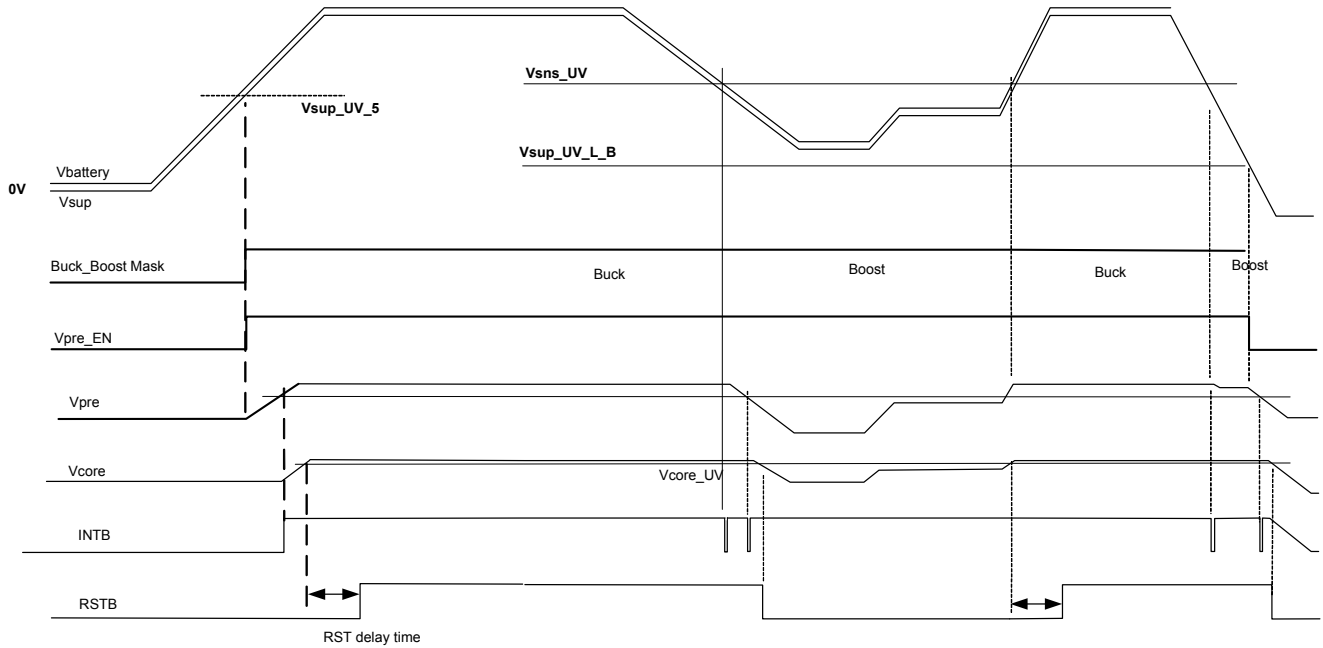 Vsns_UV
Vsup_UV_5
Vsup_UV_L_B
Vbattery
0V
Vsup
Buck_Boost Mask
Buck
Boost
Buck
Boost
Vpre_EN
Vpre
Vcore
Vcore_UV
INTB
RSTB
RST delay time